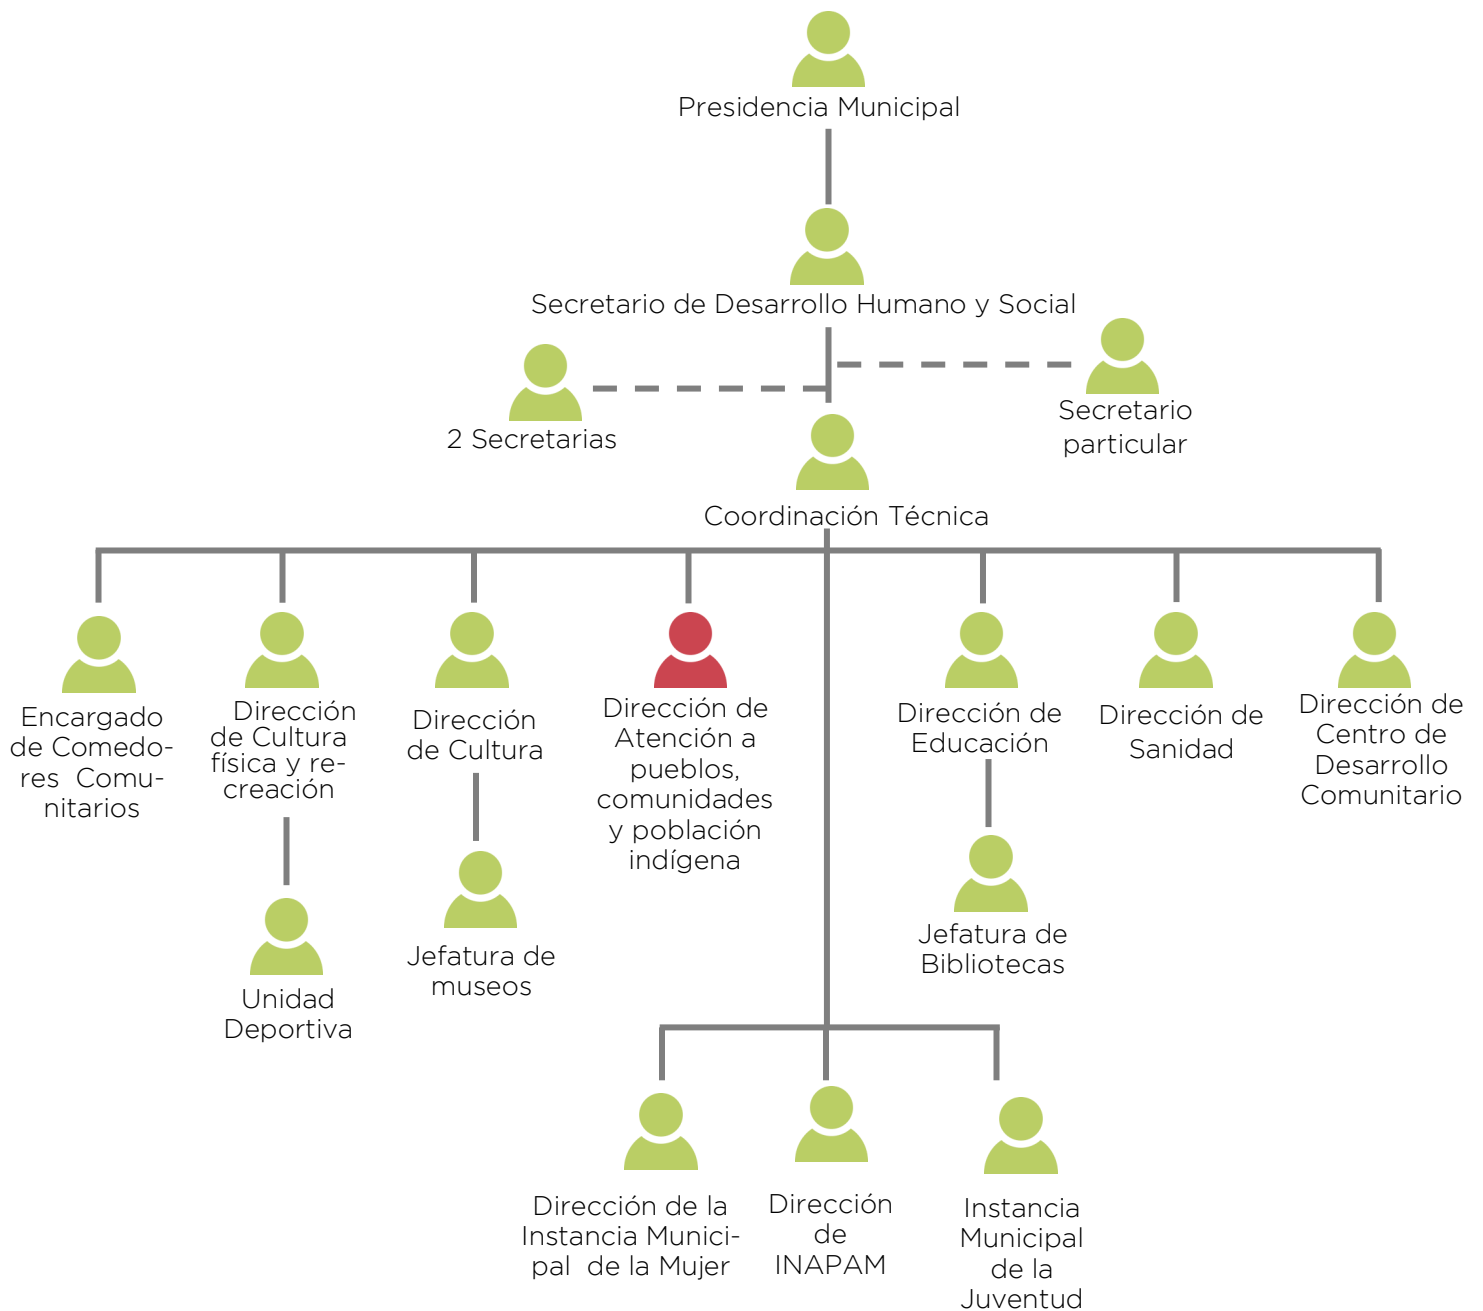 Presidencia Municipal
Secretario de Desarrollo Humano y Social
2 Secretarias
Secretario
particular
Coordinación Técnica
Encargado
de Comedo-
res Comu-
nitarios
Dirección
de Cultura
física y re-
creación
Dirección
de Cultura
Dirección de
Atención a
pueblos,
comunidades
y población
indígena
Dirección de
Educación
Dirección de
Sanidad
Dirección de
Centro de
Desarrollo
Comunitario
Unidad
Deportiva
Jefatura de
museos
Jefatura de
Bibliotecas
Dirección de la
Instancia Munici-
pal de la Mujer
Dirección
de
INAPAM
Instancia
Municipal
de la
Juventud